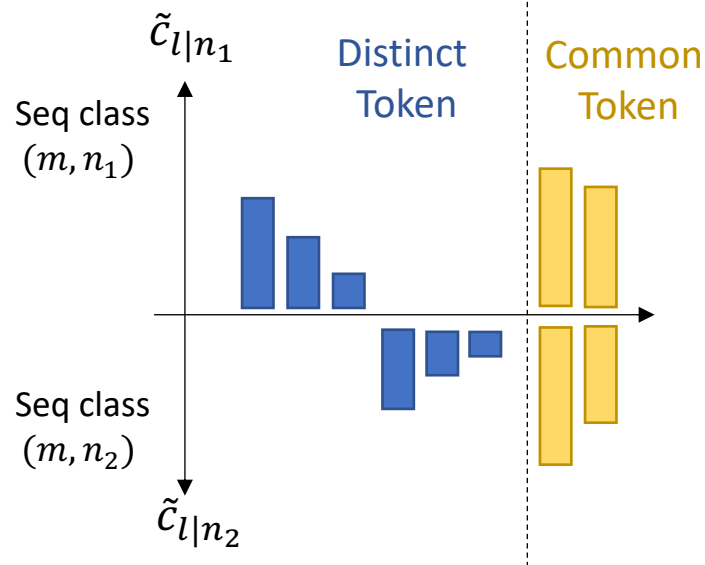 c̃_{l|n_1}
Distinct
Token
Common
Token
Seq class
(m, n_1)
Seq class
(m, n_2)
c̃_{l|n_2}